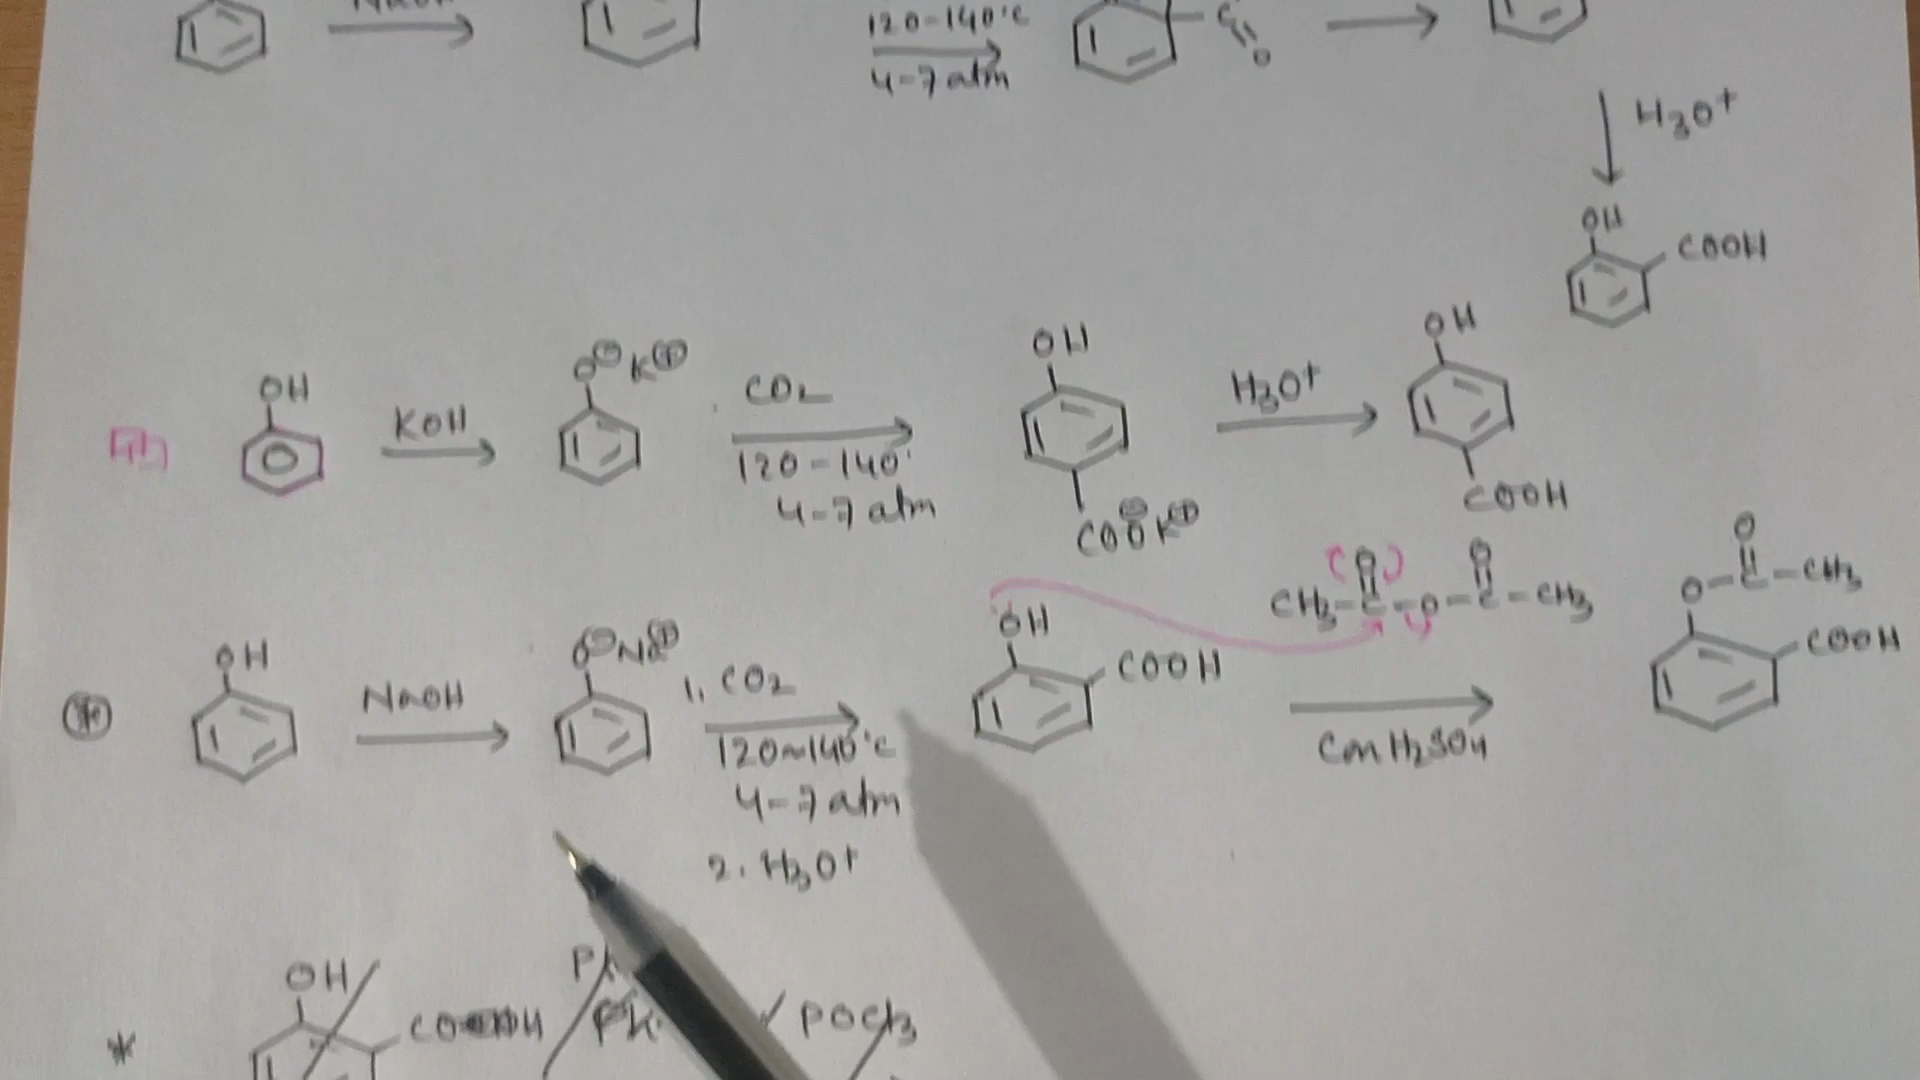 120-140°C
4-7 atm
C
O
H3O+
OH
COOH
OH
KOH
O⊖ K⊕
CO2
120-140°
4-7 atm
OH
COO⊖K⊕
H3O+
OH
COOH
OH
NaOH
O⊖Na⊕
1. CO2
120-140°C
4-7 atm
2. H3O+
OH
COOH
O O
CH3-C-O-C-CH3
Con H2SO4
O
O-C-CH3
COOH
* OH
POCl3